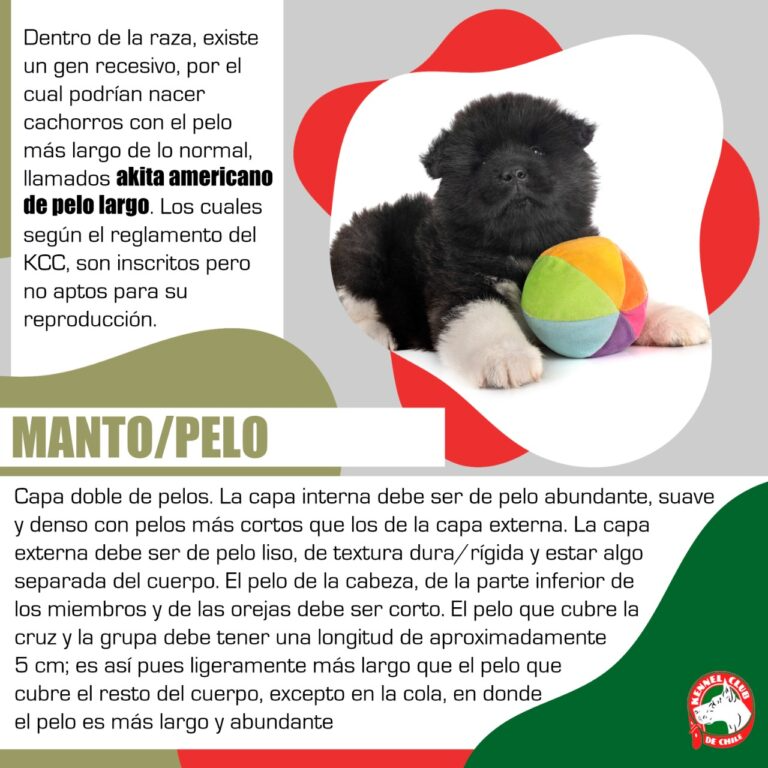 Dentro de la raza, existe
un gen recesivo, por el
cual podrían nacer
cachorros con el pelo
más largo de lo normal,
llamados akita americano
de pelo largo. Los cuales
según el reglamento del
KCC, son inscritos pero
no aptos para su
reproducción.
MANTO/PELO
Capa doble de pelos. La capa interna debe ser de pelo abundante, suave
y denso con pelos más cortos que los de la capa externa. La capa
externa debe ser de pelo liso, de textura dura/rígida y estar algo
separada del cuerpo. El pelo de la cabeza, de la parte inferior de
los miembros y de las orejas debe ser corto. El pelo que cubre la
cruz y la grupa debe tener una longitud de aproximadamente
5 cm; es así pues ligeramente más largo que el pelo que
cubre el resto del cuerpo, excepto en la cola, en donde
el pelo es más largo y abundante
KENNEL CLUB
DE CHILE